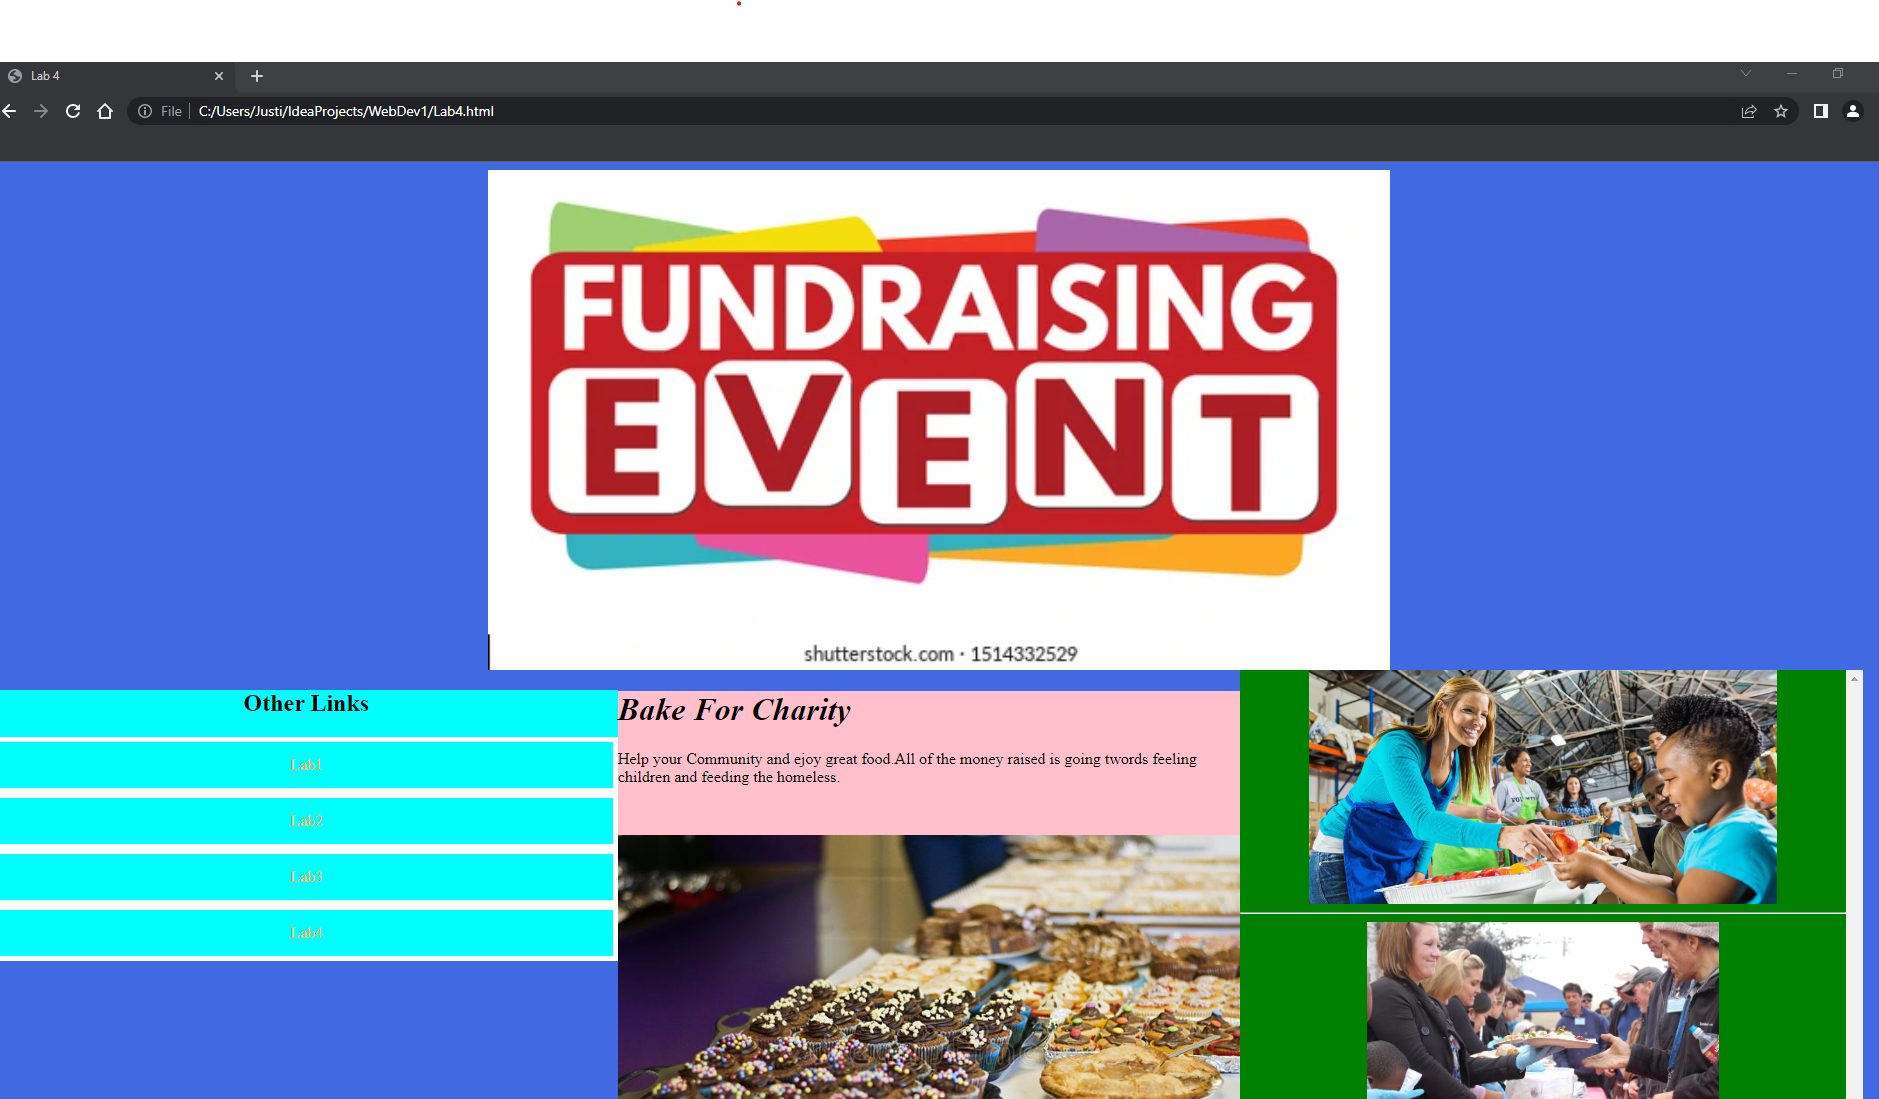 Lab 4
File
C:/Users/Justi/IdeaProjects/WebDev1/Lab4.html
FUNDRAISING
EVENT
shutterstock.com · 1514332529
Other Links
Lab1
Lab2
Lab3
Lab4
Bake For Charity
Help your Community and ejoy great food.All of the money raised is going twords feeling
children and feeding the homeless.